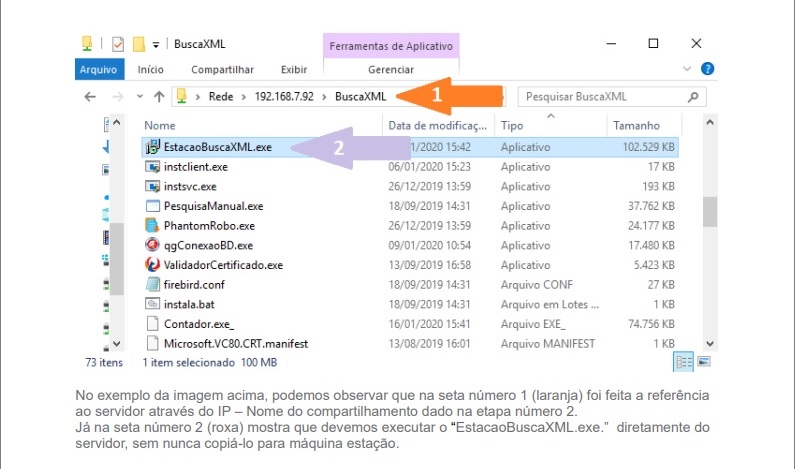 BuscaXML
Ferramentas de Aplicativo
Arquivo Início Compartilhar Exibir Gerenciar
Rede 192.168.7.92 BuscaXML 1 Pesquisar BuscaXML
Nome Data de modificaç... Tipo Tamanho
EstacaoBuscaXML.exe 2 1/2020 15:42 Aplicativo 102.529 KB
instclient.exe 06/01/2020 15:23 Aplicativo 17 KB
instsvc.exe 26/12/2019 13:59 Aplicativo 193 KB
PesquisaManual.exe 18/09/2019 14:31 Aplicativo 37.762 KB
PhantomRobo.exe 26/12/2019 13:59 Aplicativo 24.177 KB
qgConexaoBD.exe 09/01/2020 10:54 Aplicativo 17.480 KB
ValidadorCertificado.exe 13/09/2019 16:58 Aplicativo 5.423 KB
firebird.conf 18/09/2019 14:31 Arquivo CONF 27 KB
instala.bat 18/09/2019 14:31 Arquivo em Lotes ... 1 KB
Contador.exe_ 16/01/2020 15:41 Arquivo EXE_ 74.756 KB
Microsoft.VC80.CRT.manifest 13/08/2019 16:01 Arquivo MANIFEST 1 KB
73 itens 1 item selecionado 100 MB
No exemplo da imagem acima, podemos observar que na seta número 1 (laranja) foi feita a referência
ao servidor através do IP – Nome do compartilhamento dado na etapa número 2.
Já na seta número 2 (roxa) mostra que devemos executar o “EstacaoBuscaXML.exe.” diretamente do
servidor, sem nunca copiá-lo para máquina estação.